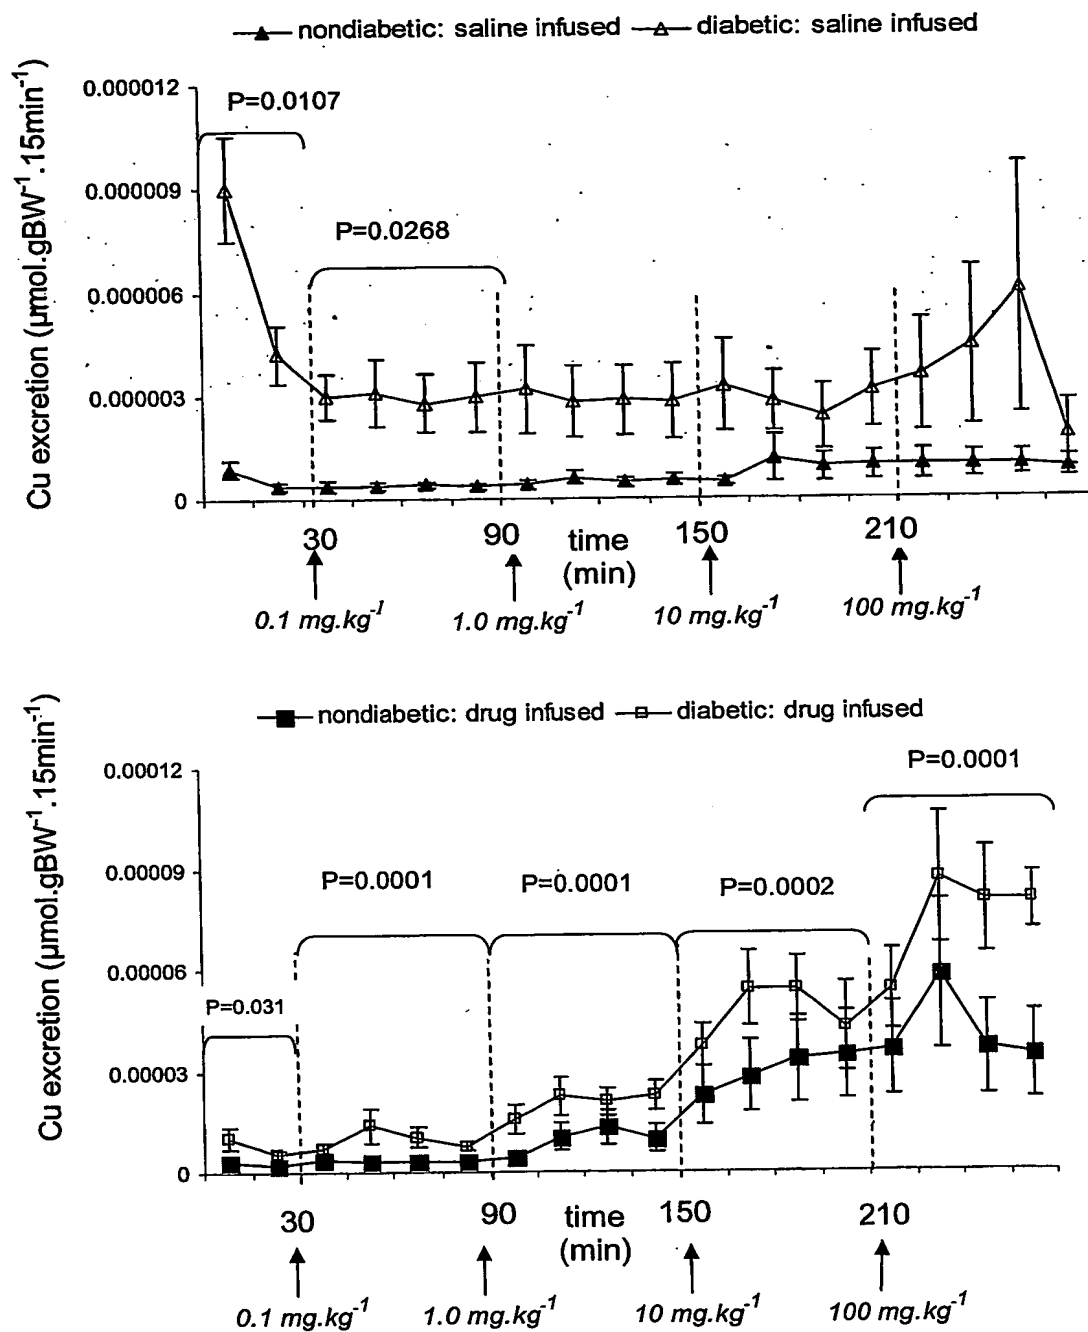 nondiabetic: saline infused diabetic: saline infused
Cu excretion (µmol.gBW⁻¹.15min⁻¹)
0.000012
P=0.0107
0.000009
P=0.0268
0.000006
0.000003
0
30 90 time 150 210
(min)
0.1 mg.kg⁻¹ 1.0 mg.kg⁻¹ 10 mg.kg⁻¹ 100 mg.kg⁻¹
nondiabetic: drug infused diabetic: drug infused
Cu excretion (µmol.gBW⁻¹.15min⁻¹)
P=0.0001
0.00012
0.00009
P=0.0001 P=0.0001 P=0.0002
0.00006
P=0.031
0.00003
0
30 90 time 150 210
(min)
0.1 mg.kg⁻¹ 1.0 mg.kg⁻¹ 10 mg.kg⁻¹ 100 mg.kg⁻¹